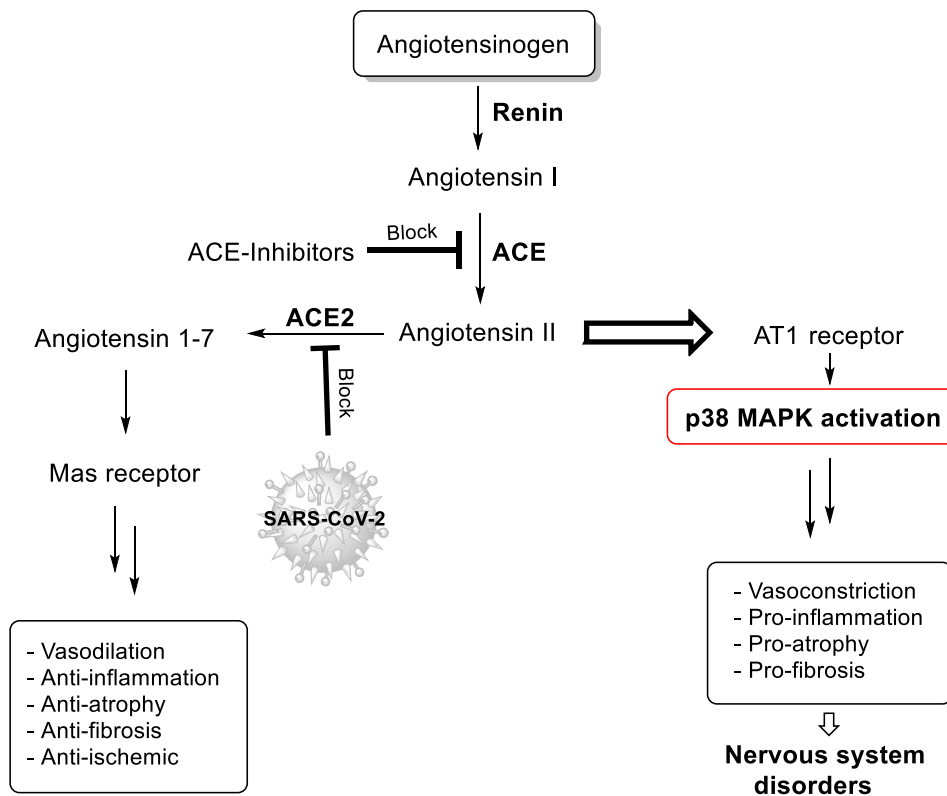 Angiotensinogen
Renin
Angiotensin I
Block
ACE-Inhibitors
ACE
ACE2
Angiotensin 1-7
Angiotensin II
AT1 receptor
Block
p38 MAPK activation
Mas receptor
SARS-CoV-2
- Vasoconstriction
- Pro-inflammation
- Pro-atrophy
- Pro-fibrosis
- Vasodilation
- Anti-inflammation
- Anti-atrophy
- Anti-fibrosis
- Anti-ischemic
Nervous system
disorders